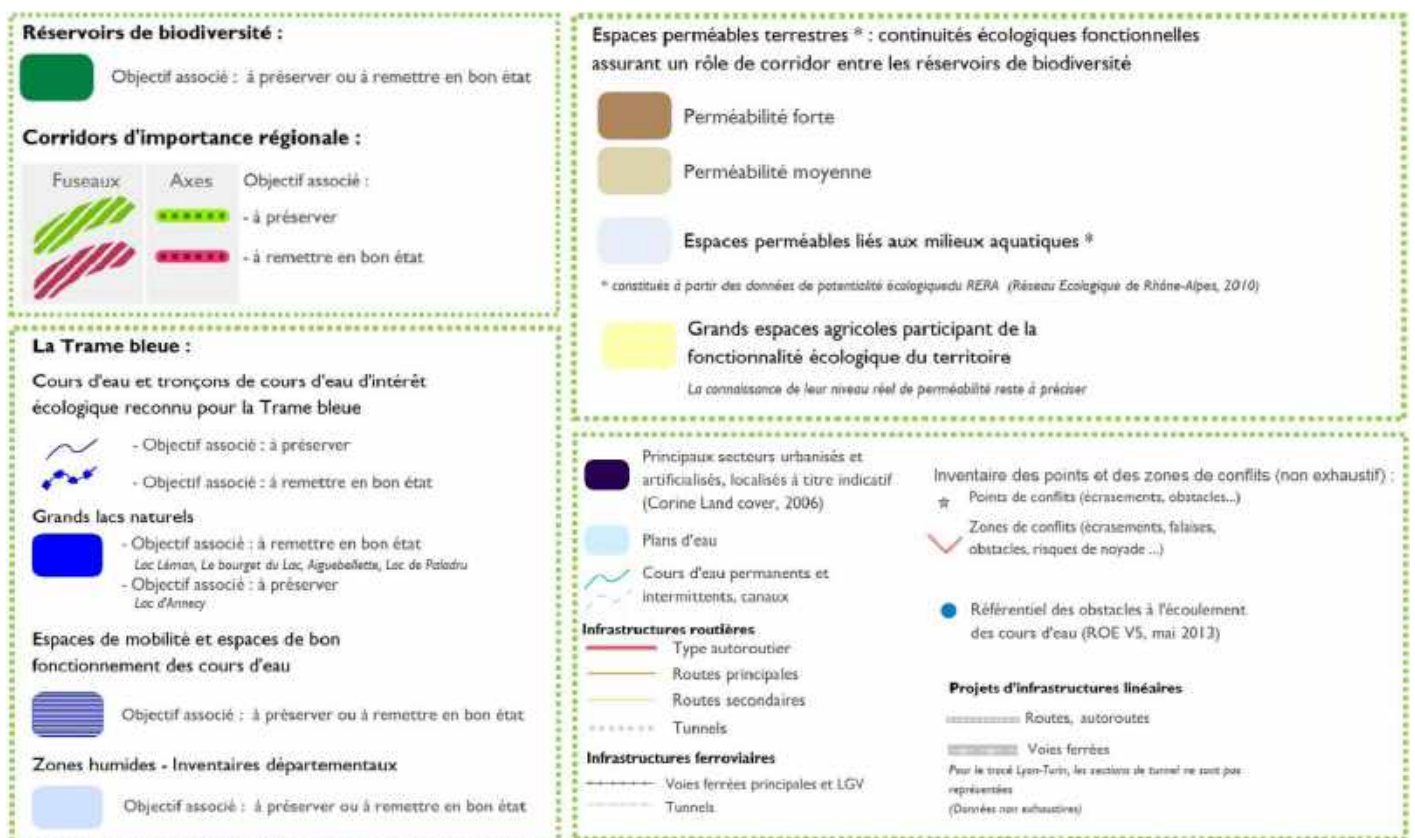 Réservoirs de biodiversité :
Objectif associé : à préserver ou à remettre en bon état
Corridors d'importance régionale :
Fuseaux
Axes
Objectif associé :
- à préserver
- à remettre en bon état
La Trame bleue :
Cours d'eau et tronçons de cours d'eau d'intérêt
écologique reconnu pour la Trame bleue
- Objectif associé : à préserver
- Objectif associé : à remettre en bon état
Grands lacs naturels
- Objectif associé : à remettre en bon état
Lac Léman, Le bourget du Lac, Aiguebellette, Lac de Paladru
- Objectif associé : à préserver
Lac d'Annecy
Espaces de mobilité et espaces de bon
fonctionnement des cours d'eau
Objectif associé : à préserver ou à remettre en bon état
Zones humides - Inventaires départementaux
Objectif associé : à préserver ou à remettre en bon état
Espaces perméables terrestres * : continuités écologiques fonctionnelles
assurant un rôle de corridor entre les réservoirs de biodiversité
Perméabilité forte
Perméabilité moyenne
Espaces perméables liés aux milieux aquatiques *
* constitués à partir des données de potentialité écologiquedu RERA (Réseau Ecologique de Rhône-Alpes, 2010)
Grands espaces agricoles participant de la
fonctionnalité écologique du territoire
La connaissance de leur niveau réel de perméabilité reste à préciser
Principaux secteurs urbanisés et
artificialisés, localisés à titre indicatif
(Corine Land cover, 2006)
Plans d'eau
Cours d'eau permanents et
intermittents, canaux
Infrastructures routières
Type autoroutier
Routes principales
Routes secondaires
Tunnels
Infrastructures ferroviaires
Voies ferrées principales et LGV
Tunnels
Inventaire des points et des zones de conflits (non exhaustif) :
Points de conflits (écrasements, obstacles...)
Zones de conflits (écrasements, falaises,
obstacles, risques de noyade ...)
Référentiel des obstacles à l'écoulement
des cours d'eau (ROE V5, mai 2013)
Projets d'infrastructures linéaires
Routes, autoroutes
Voies ferrées
Pour le tracé Lyon-Turin, les sections de tunnel ne sont pas
représentées
(Données non exhaustives)